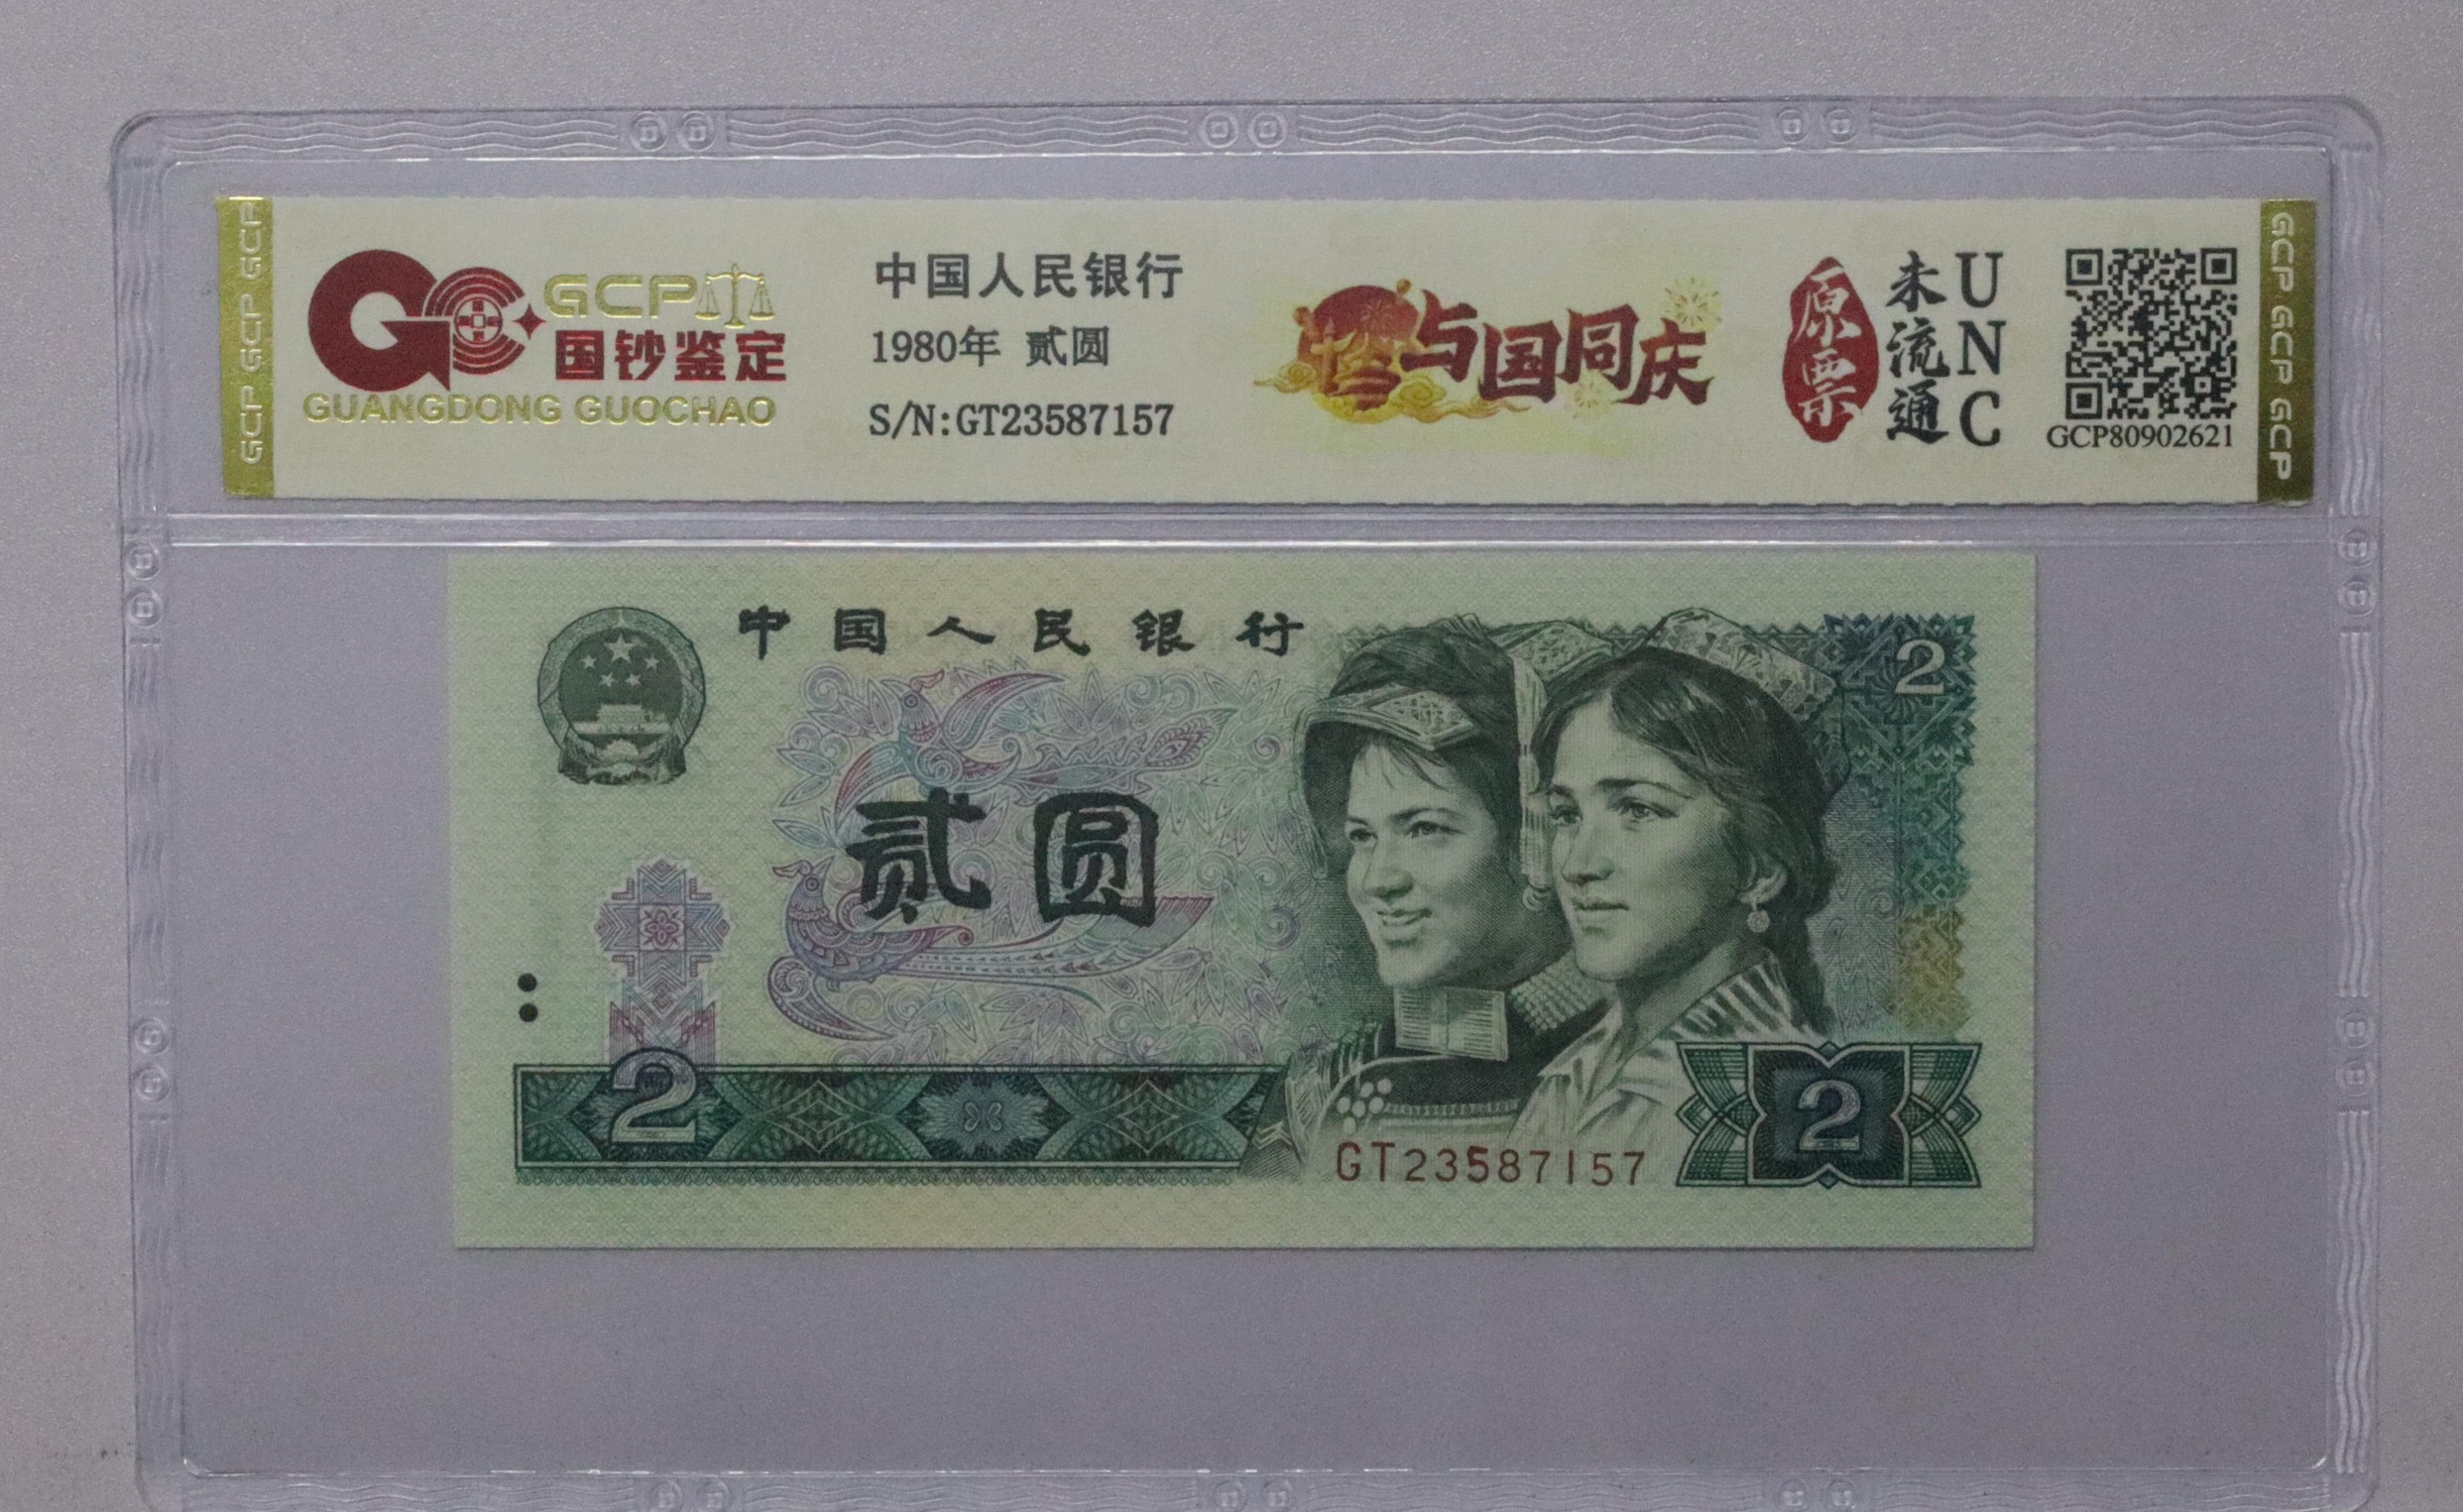 GCP GCP GCP
GCP
国钞鉴定
GUANGDONG GUOCHAO
中国人民银行
1980年 贰圆
S/N:GT23587157
与国同庆
原票
未流通
UNC
GCP80902621
GCP GCP GCP
中国人民银行
2
贰圆
2
GT23587157
2